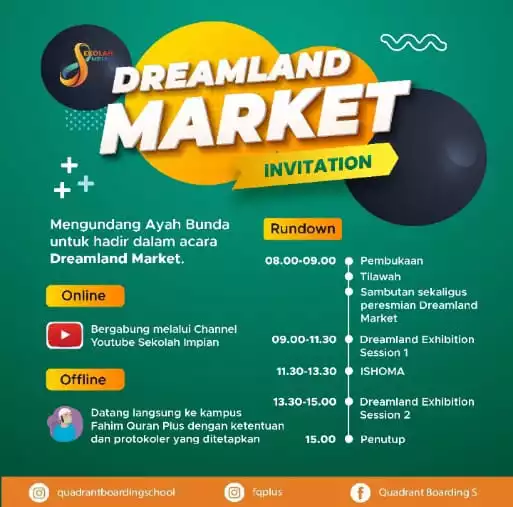 SEKOLAH
IMPIAN
DREAMLAND
MARKET
INVITATION
Mengundang Ayah Bunda
untuk hadir dalam acara
Dreamland Market.
Online
Bergabung melalui Channel
Youtube Sekolah Impian
Offline
Datang langsung ke kampus
Fahim Quran Plus dengan ketentuan
dan protokoler yang ditetapkan
Rundown
08.00-09.00 Pembukaan
Tilawah
Sambutan sekaligus
peresmian Dreamland
Market
09.00-11.30 Dreamland Exhibition
Session 1
11.30-13.30 ISHOMA
13.30-15.00 Dreamland Exhibition
Session 2
15.00 Penutup
quadrantboardingschool
fqplus
Quadrant Boarding S